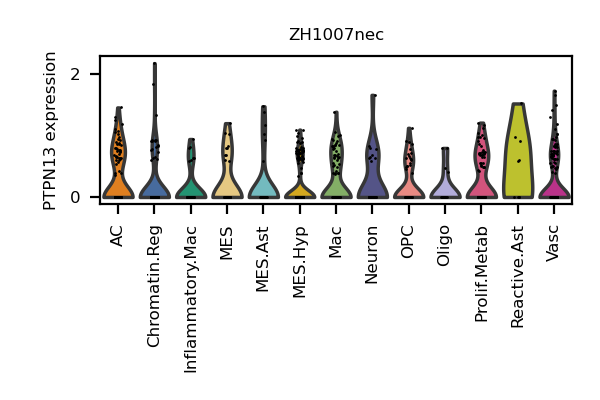 ZH1007nec
PTPN13 expression
2
0
AC
Chromatin.Reg
Inflammatory.Mac
MES
MES.Ast
MES.Hyp
Mac
Neuron
OPC
Oligo
Prolif.Metab
Reactive.Ast
Vasc